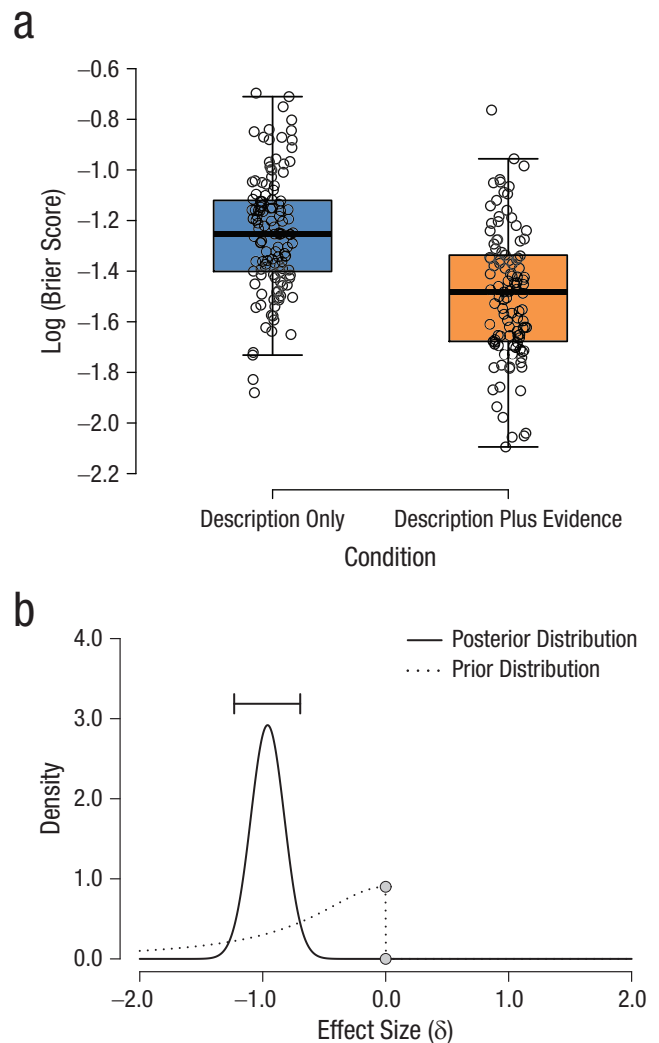 a
−0.6
−0.8
−1.0
−1.2
−1.4
−1.6
−1.8
−2.0
−2.2
Log (Brier Score)
Description Only
Description Plus Evidence
Condition
b
4.0
3.0
2.0
1.0
0.0
Density
Posterior Distribution
Prior Distribution
−2.0
−1.0
0.0
1.0
2.0
Effect Size (δ)